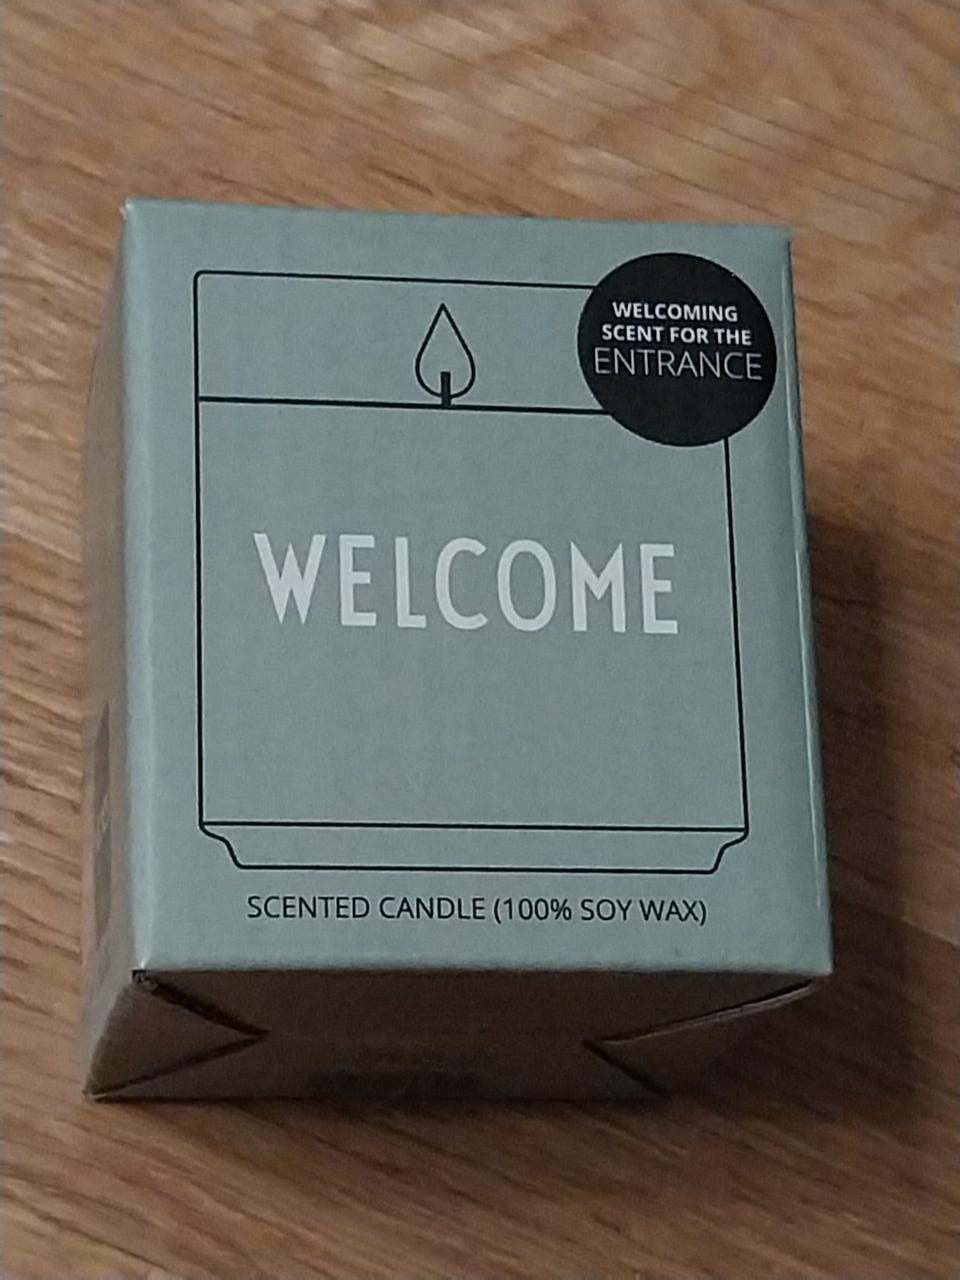 WELCOMING
SCENT FOR THE
ENTRANCE
WELCOME
SCENTED CANDLE (100% SOY WAX)